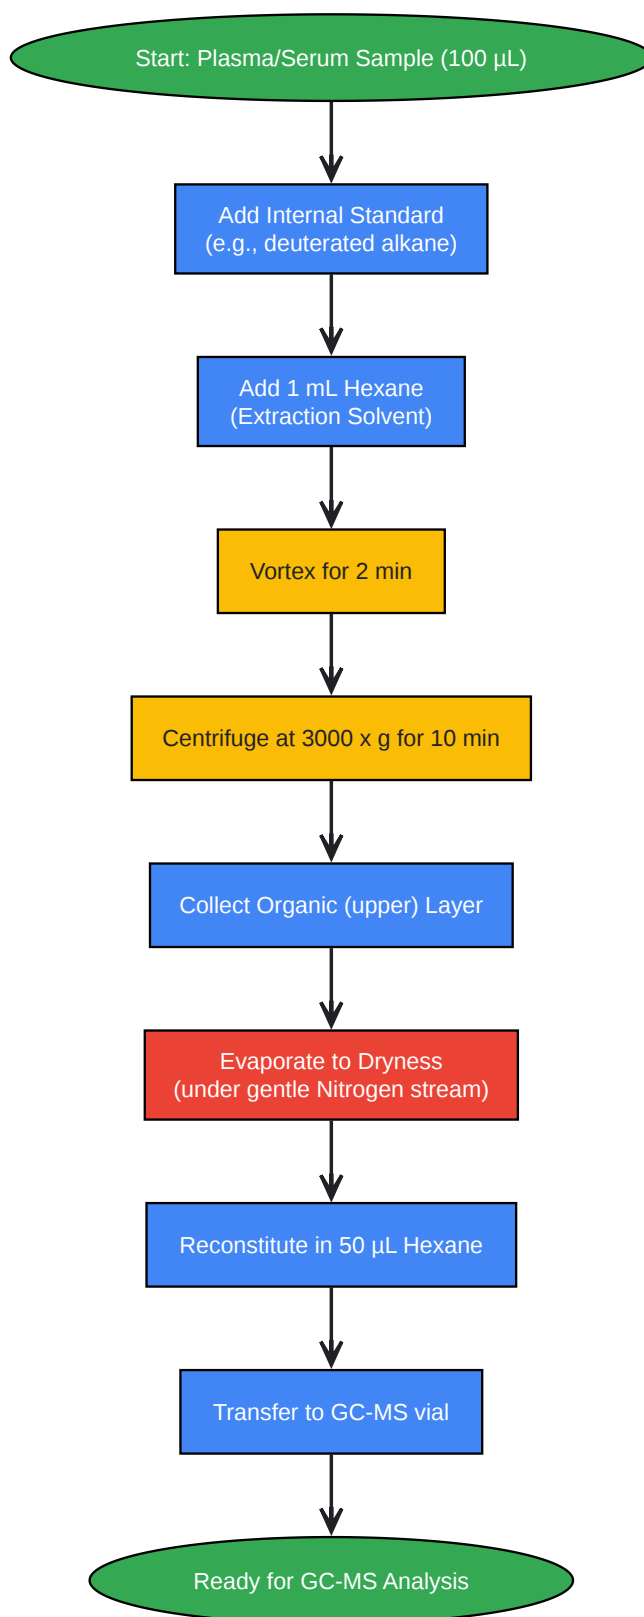 Start: Plasma/Serum Sample (100 µL)
Add Internal Standard
(e.g., deuterated alkane)
Add 1 mL Hexane
(Extraction Solvent)
Vortex for 2 min
Centrifuge at 3000 x g for 10 min
Collect Organic (upper) Layer
Evaporate to Dryness
(under gentle Nitrogen stream)
Reconstitute in 50 µL Hexane
Transfer to GC-MS vial
Ready for GC-MS Analysis